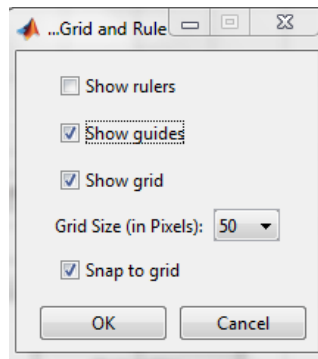 ...Grid and Rule
Show rulers
Show guides
Show grid
Grid Size (in Pixels): 50
Snap to grid
OK Cancel